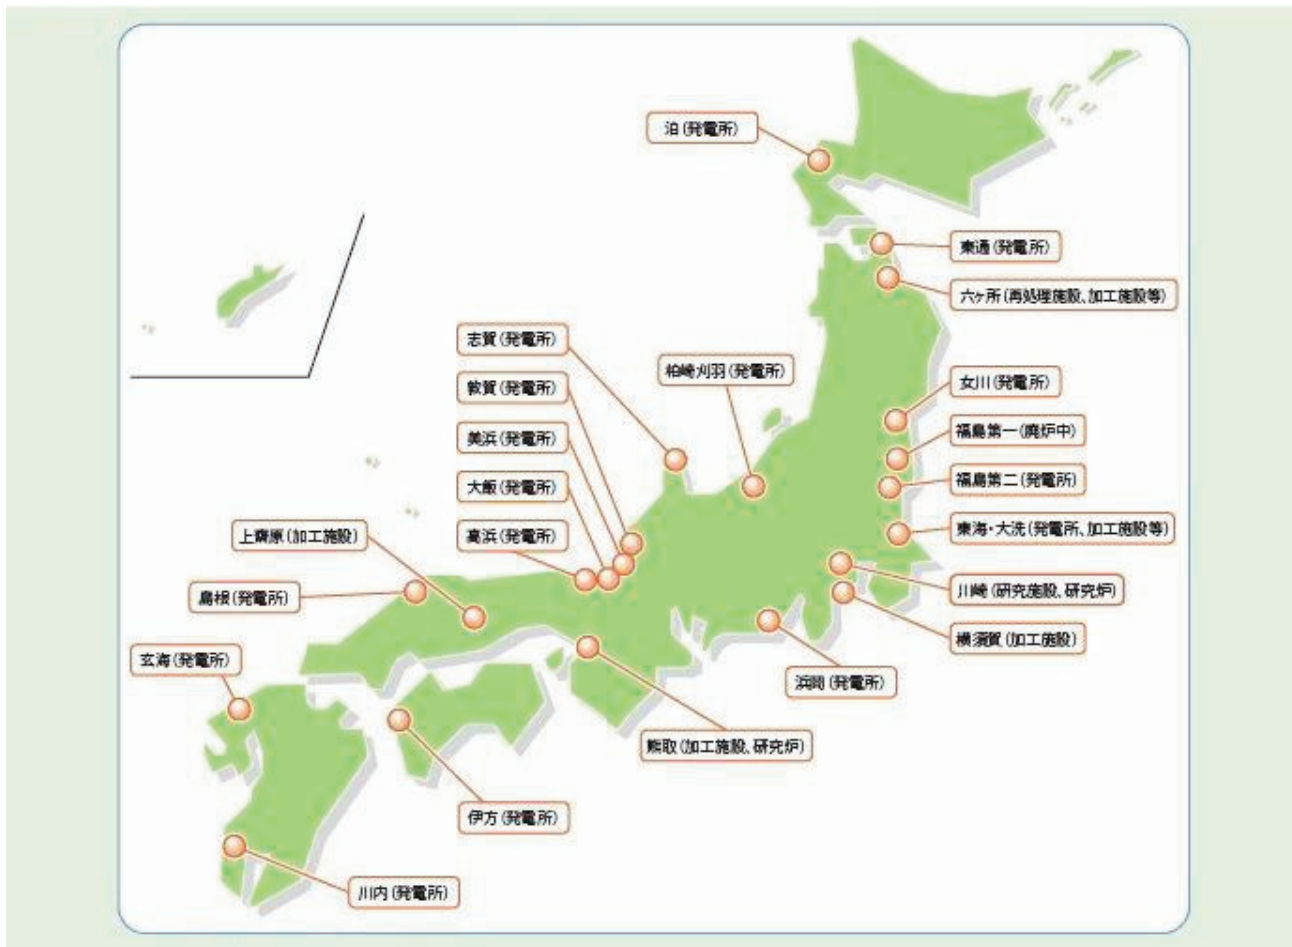 泊(発電所)
東通(発電所)
六ヶ所(再処理施設、加工施設等)
志賀(発電所)
柏崎刈羽(発電所)
敦賀(発電所)
女川(発電所)
美浜(発電所)
福島第一(廃炉中)
大飯(発電所)
福島第二(発電所)
高浜(発電所)
東海・大洗(発電所、加工施設等)
上齋原(加工施設)
島根(発電所)
川崎(研究施設、研究炉)
横須賀(加工施設)
玄海(発電所)
浜岡(発電所)
熊取(加工施設、研究炉)
伊方(発電所)
川内(発電所)